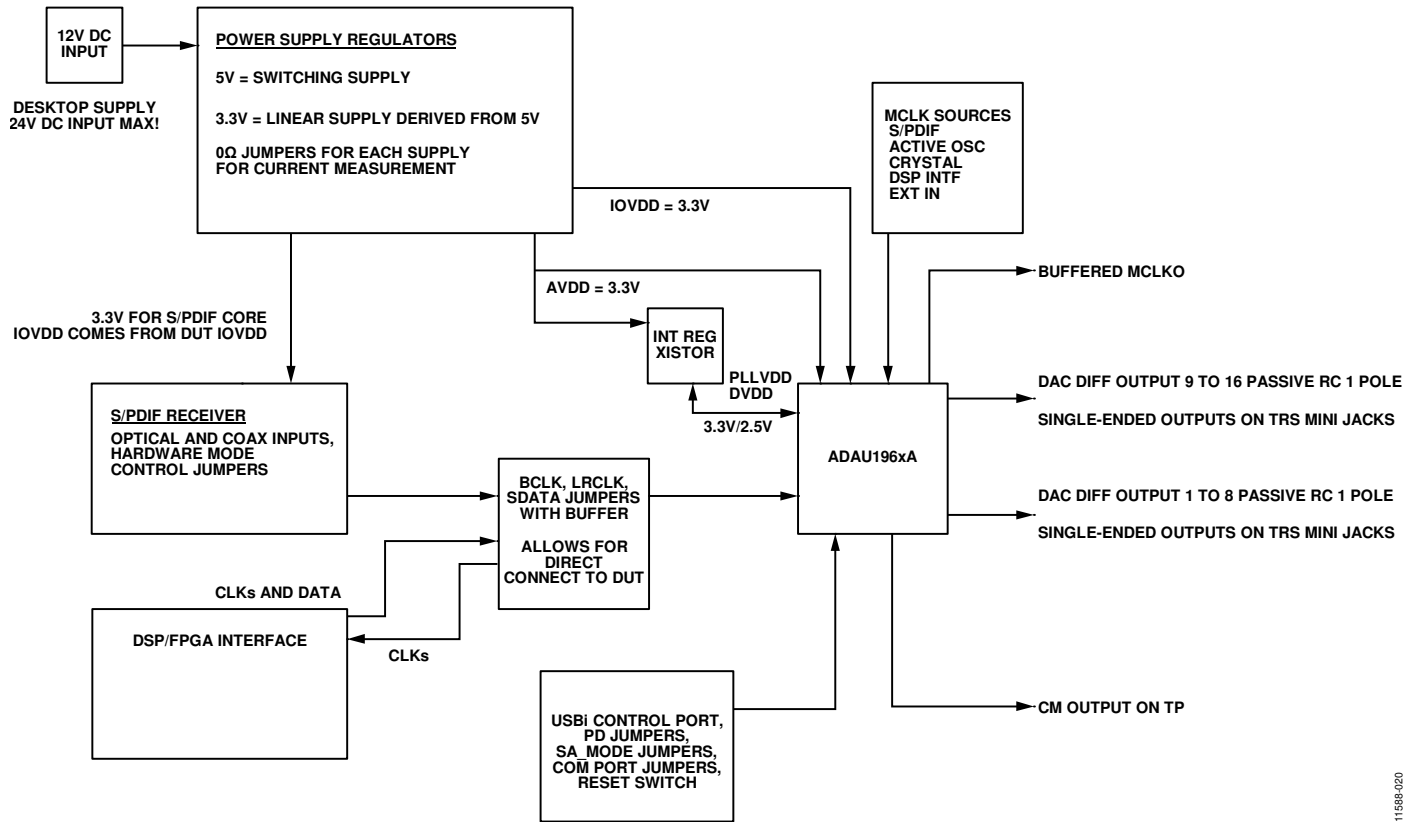 12V DC
INPUT
DESKTOP SUPPLY
24V DC INPUT MAX!
POWER SUPPLY REGULATORS
5V = SWITCHING SUPPLY
3.3V = LINEAR SUPPLY DERIVED FROM 5V
0Ω JUMPERS FOR EACH SUPPLY
FOR CURRENT MEASUREMENT
MCLK SOURCES
S/PDIF
ACTIVE OSC
CRYSTAL
DSP INTF
EXT IN
IOVDD = 3.3V
AVDD = 3.3V
BUFFERED MCLKO
3.3V FOR S/PDIF CORE
IOVDD COMES FROM DUT IOVDD
INT REG
XISTOR
PLLVDD
DVDD
3.3V/2.5V
S/PDIF RECEIVER
OPTICAL AND COAX INPUTS,
HARDWARE MODE
CONTROL JUMPERS
BCLK, LRCLK,
SDATA JUMPERS
WITH BUFFER
ALLOWS FOR
DIRECT
CONNECT TO DUT
ADAU196xA
DAC DIFF OUTPUT 9 TO 16 PASSIVE RC 1 POLE
SINGLE-ENDED OUTPUTS ON TRS MINI JACKS
DAC DIFF OUTPUT 1 TO 8 PASSIVE RC 1 POLE
SINGLE-ENDED OUTPUTS ON TRS MINI JACKS
CLKs AND DATA
DSP/FPGA INTERFACE
CLKs
USBi CONTROL PORT,
PD JUMPERS,
SA_MODE JUMPERS,
COM PORT JUMPERS,
RESET SWITCH
CM OUTPUT ON TP
11588-020